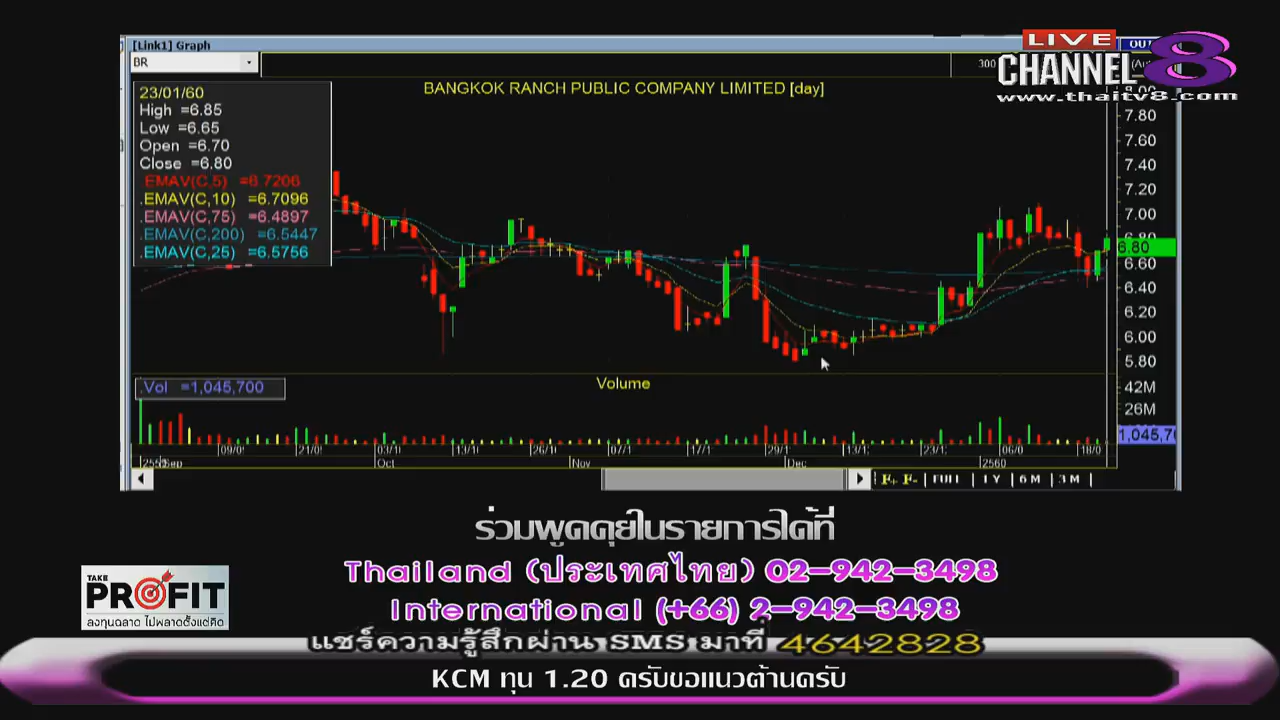 [Link1] Graph
LIVE
BR
300
CHANNEL 8
www.thaitv8.com
23/01/60
High =6.85
Low =6.65
Open =6.70
Close =6.80
.EMAV(C,5) =6.7206
.EMAV(C,10) =6.7096
.EMAV(C,75) =6.4897
.EMAV(C,200) =6.5447
.EMAV(C,25) =6.5756
BANGKOK RANCH PUBLIC COMPANY LIMITED [day]
7.80
7.60
7.40
7.20
7.00
6.80
6.60
6.40
6.20
6.00
5.80
.Vol =1,045,700
Volume
42M
26M
1,045,7
Sep Oct Nov Dec 2560
F+ F- | FULL | 1 Y | 6 M | 3 M |
ร่วมพูดคุยในรายการได้ที่
Thailand (ประเทศไทย) 02-942-3498
International (+66) 2-942-3498
TAKE
PROFIT
ลงทุนฉลาด ไม่พลาดตั้งแต่คิด
แชร์ความรู้สึกผ่าน SMS มาที่ 4642828
KCM ทุน 1.20 ครับขอแนวต้านครับ